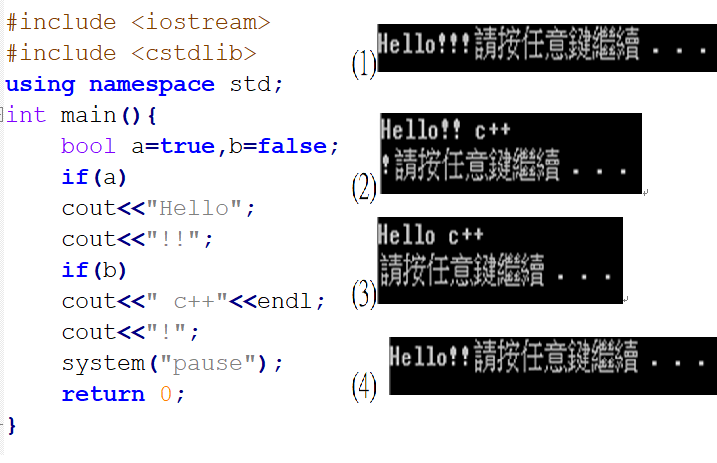 #include <iostream>
#include <cstdlib>
using namespace std;
int main(){
bool a=true,b=false;
if(a)
cout<<"Hello";
cout<<"!!";
if(b)
cout<<" c++"<<endl;
cout<<"!";
system("pause");
return 0;
}
(1)
Hello!!!請按任意鍵繼續 . . .
(2)
Hello!! c++
!請按任意鍵繼續 . . .
(3)
Hello c++
請按任意鍵繼續 . . .
(4)
Hello!!請按任意鍵繼續 . . .